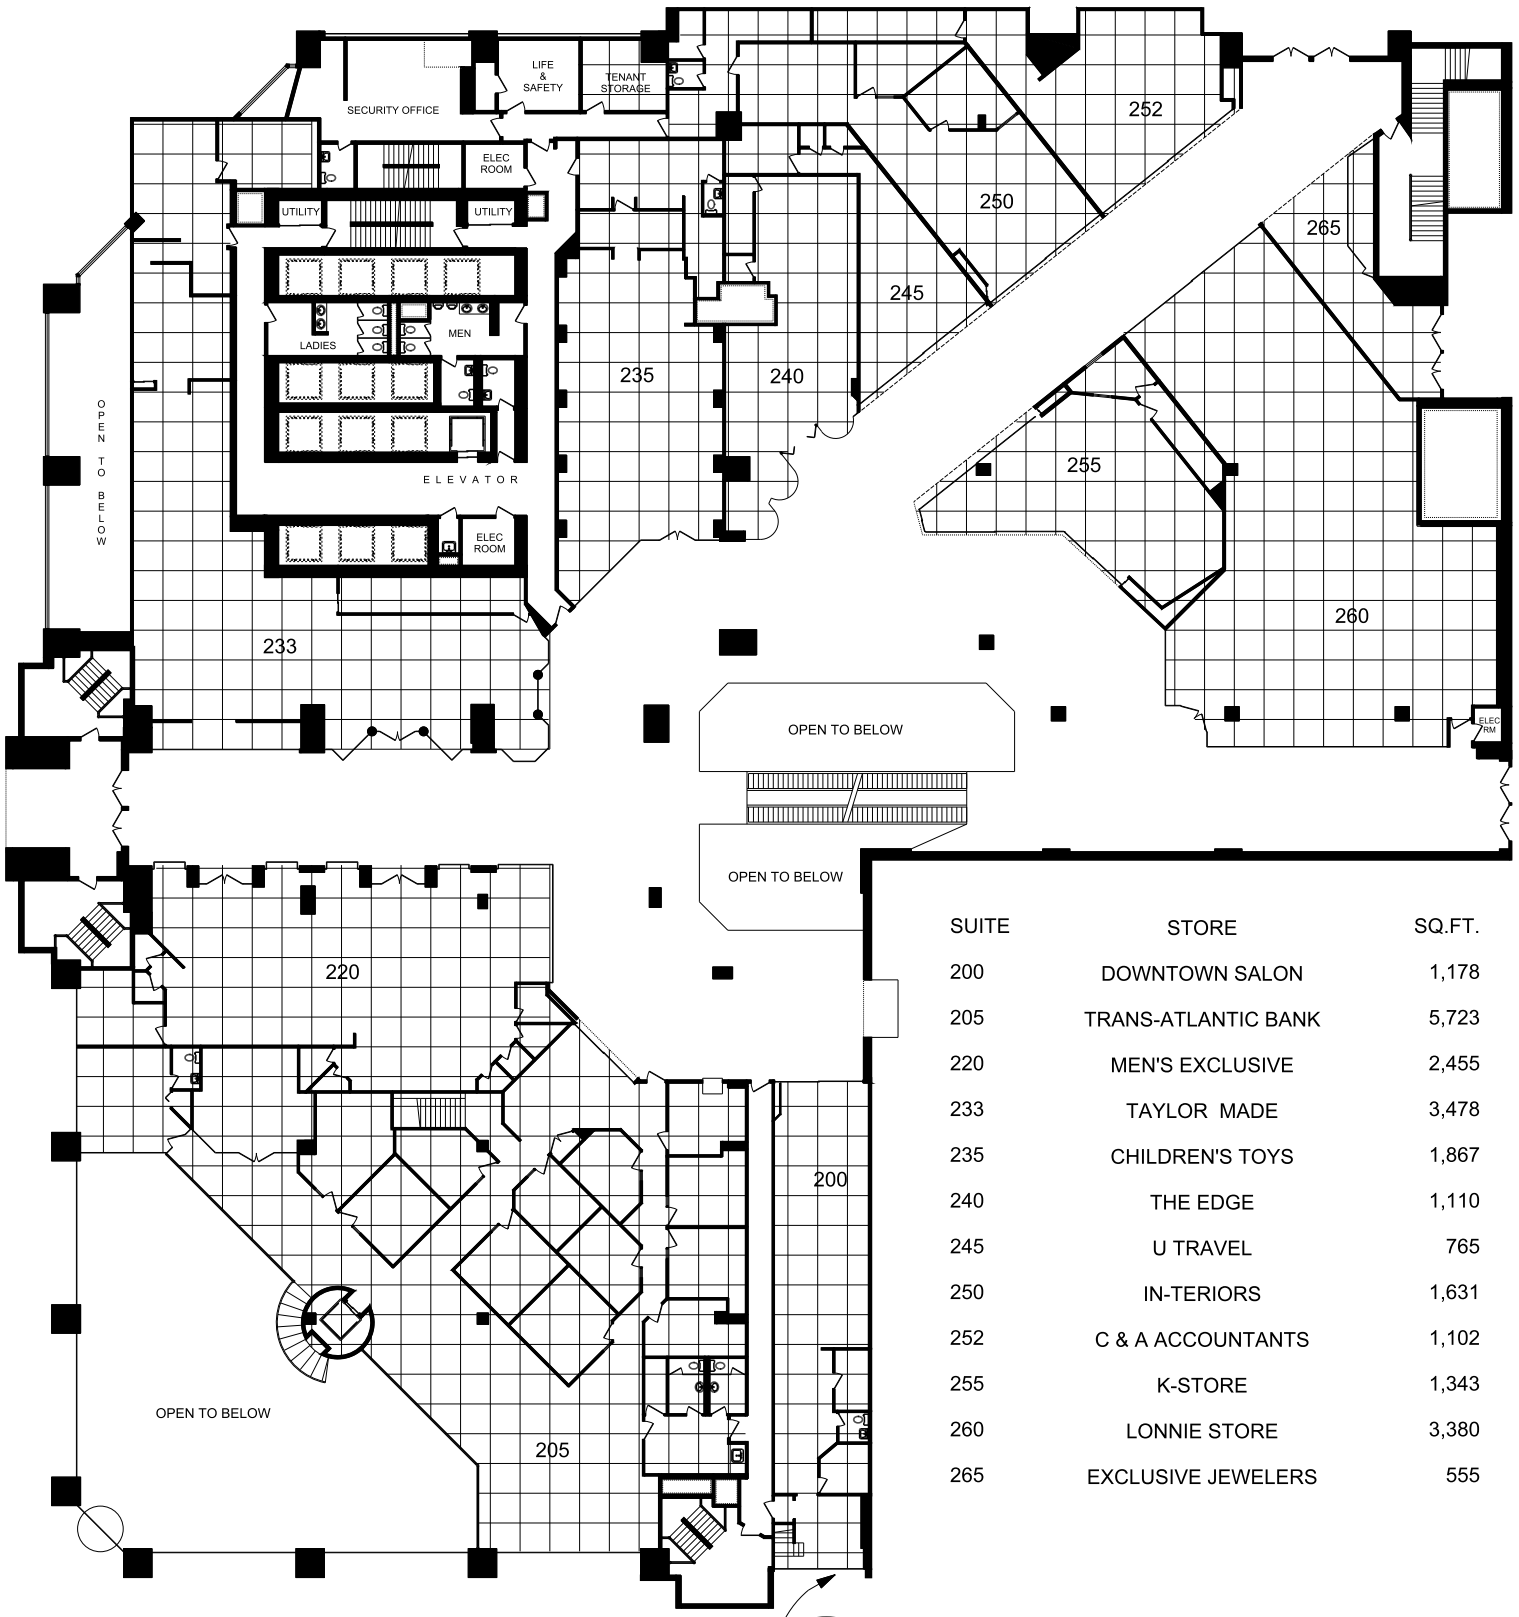 LIFE
&
SAFETY
TENANT
STORAGE
SECURITY OFFICE
252
ELEC
ROOM
UTILITY
UTILITY
250
265
245
LADIES
MEN
235
240
OPEN TO BELOW
255
ELEVATOR
ELEC
ROOM
260
233
ELEC
RM
OPEN TO BELOW
OPEN TO BELOW
220
200
OPEN TO BELOW
205
SUITE STORE SQ.FT.
200 DOWNTOWN SALON 1,178
205 TRANS-ATLANTIC BANK 5,723
220 MEN'S EXCLUSIVE 2,455
233 TAYLOR MADE 3,478
235 CHILDREN'S TOYS 1,867
240 THE EDGE 1,110
245 U TRAVEL 765
250 IN-TERIORS 1,631
252 C & A ACCOUNTANTS 1,102
255 K-STORE 1,343
260 LONNIE STORE 3,380
265 EXCLUSIVE JEWELERS 555